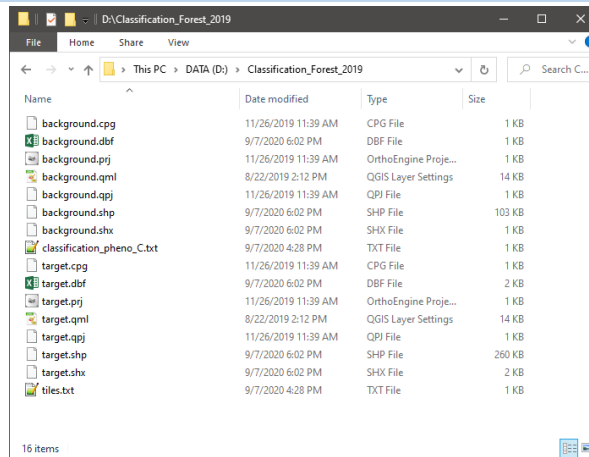 D:\Classification_Forest_2019
File Home Share View
This PC > DATA (D:) > Classification_Forest_2019 Search C...
Name Date modified Type Size
background.cpg 11/26/2019 11:39 AM CPG File 1 KB
background.dbf 9/7/2020 6:02 PM DBF File 1 KB
background.prj 11/26/2019 11:39 AM OrthoEngine Proje... 1 KB
background.qml 8/22/2019 2:12 PM QGIS Layer Settings 14 KB
background.qpj 11/26/2019 11:39 AM QPJ File 1 KB
background.shp 9/7/2020 6:02 PM SHP File 103 KB
background.shx 9/7/2020 6:02 PM SHX File 1 KB
classification_pheno_C.txt 9/7/2020 4:28 PM TXT File 1 KB
target.cpg 11/26/2019 11:39 AM CPG File 1 KB
target.dbf 9/7/2020 6:02 PM DBF File 2 KB
target.prj 11/26/2019 11:39 AM OrthoEngine Proje... 1 KB
target.qml 8/22/2019 2:12 PM QGIS Layer Settings 14 KB
target.qpj 11/26/2019 11:39 AM QPJ File 1 KB
target.shp 9/7/2020 6:02 PM SHP File 260 KB
target.shx 9/7/2020 6:02 PM SHX File 2 KB
tiles.txt 9/7/2020 4:28 PM TXT File 1 KB
16 items